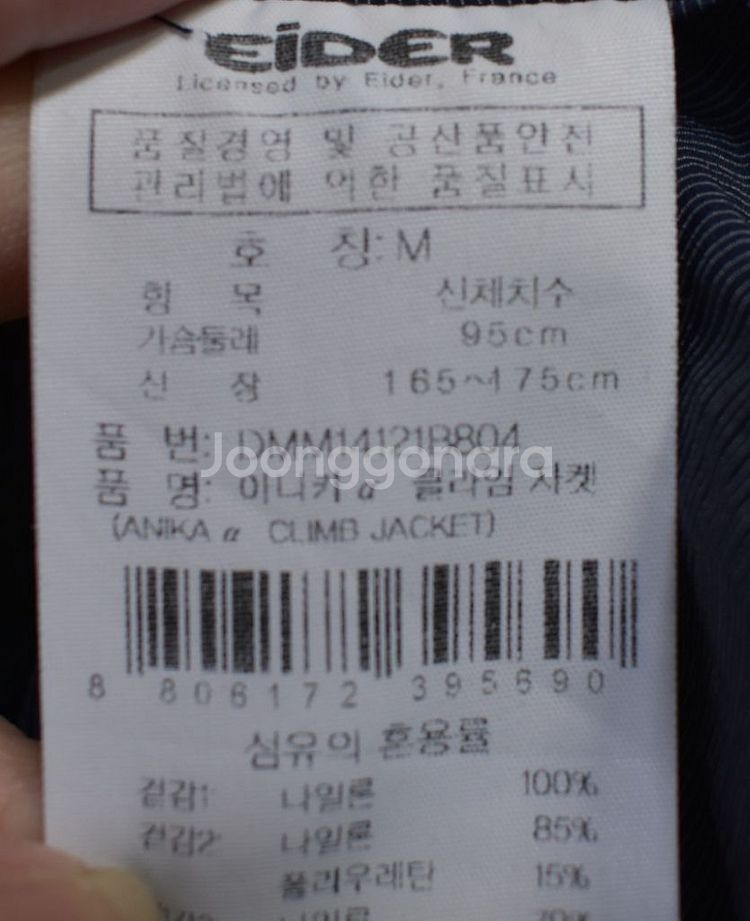 EiDER
Licensed by Eider, France
품질경영 및 공산품안전
관리법에 의한 품질표시
호 칭: M
항 목 신체치수
가슴둘레 95cm
신 장 165~175cm
품 번: DMM14121B804
Joonggonara
품 명: 아니카 α 클라임 자켓
(ANIKA α CLIMB JACKET)
8 806172 395690
섬유의 혼용률
겉감1 나일론 100%
겉감2 나일론 85%
폴리우레탄 15%
나일론